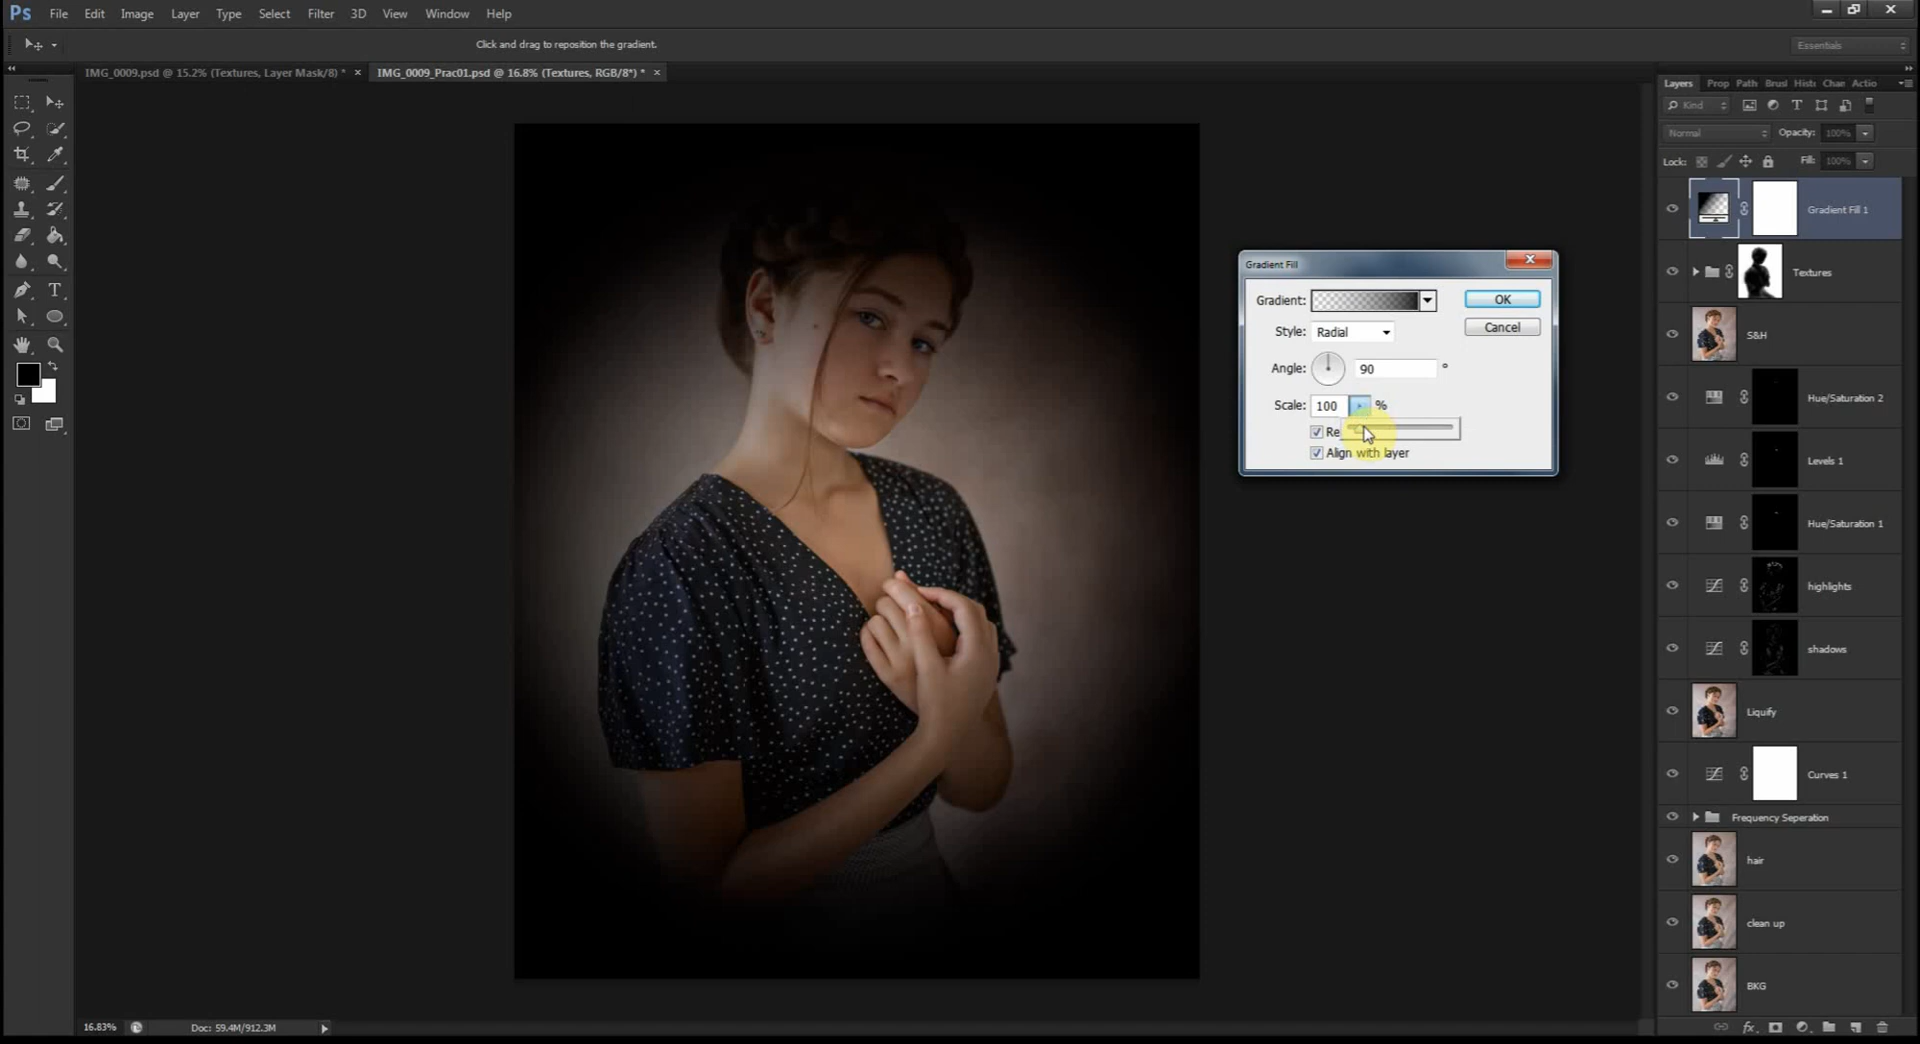 Ps File Edit Image Layer Type Select Filter 3D View Window Help
Click and drag to reposition the gradient.
Essentials
IMG_0009.psd @ 15.2% (Textures, Layer Mask/8) * × IMG_0009_Prac01.psd @ 16.8% (Textures, RGB/8*) * ×
Layers Prop Path Brusl Histo Chan Actio
Kind
Normal Opacity: 100%
Lock: Fill: 100%
Gradient Fill 1
Textures
S&H
Hue/Saturation 2
Levels 1
Hue/Saturation 1
highlights
shadows
Liquify
Curves 1
Frequency Seperation
hair
clean up
BKG
Gradient Fill
Gradient: OK
Style: Radial Cancel
Angle: 90 °
Scale: 100 %
Re
Align with layer
16.83% Doc: 59.4M/912.3M